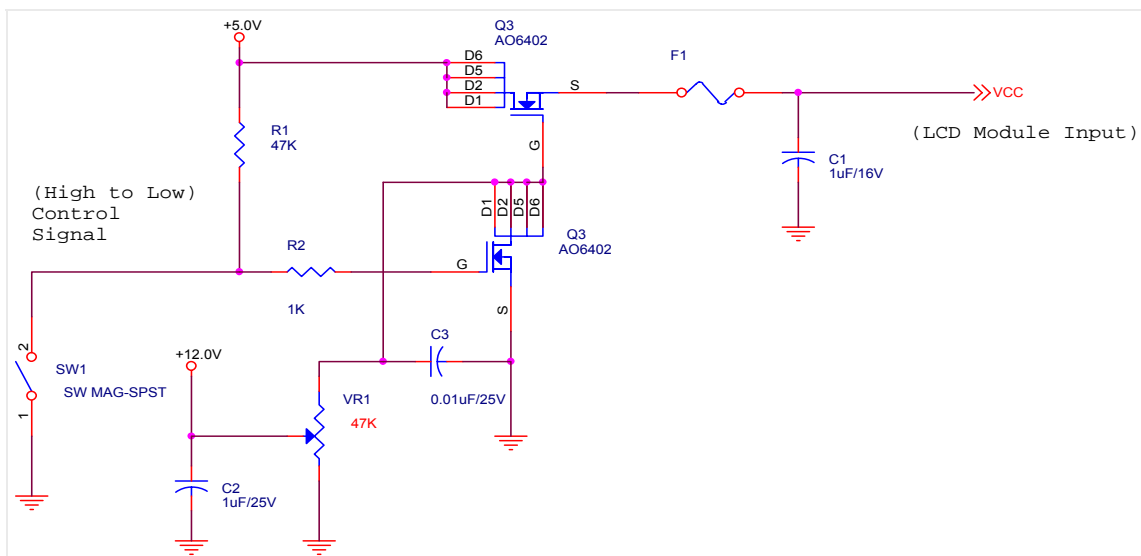 +5.0V
Q3
AO6402
D6
D5
D2
D1
S
G
F1
VCC
(LCD Module Input)
R1
47K
C1
1uF/16V
(High to Low)
Control
Signal
D1
D2
D5
D6
Q3
AO6402
R2
1K
G
S
C3
0.01uF/25V
2
SW1
SW MAG-SPST
1
+12.0V
VR1
47K
C2
1uF/25V